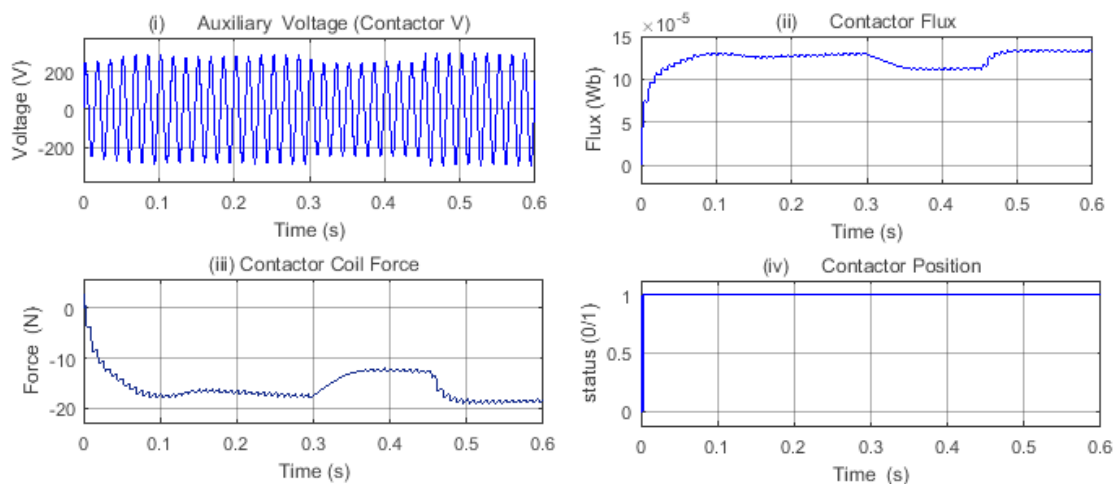 (i) Auxiliary Voltage (Contactor V)
Voltage (V)
200
0
-200
0 0.1 0.2 0.3 0.4 0.5 0.6
Time (s)
(ii) Contactor Flux
×10-5
Flux (Wb)
15
10
5
0
0 0.1 0.2 0.3 0.4 0.5 0.6
Time (s)
(iii) Contactor Coil Force
Force (N)
0
-10
-20
0 0.1 0.2 0.3 0.4 0.5 0.6
Time (s)
(iv) Contactor Position
status (0/1)
1
0.5
0
0 0.1 0.2 0.3 0.4 0.5 0.6
Time (s)